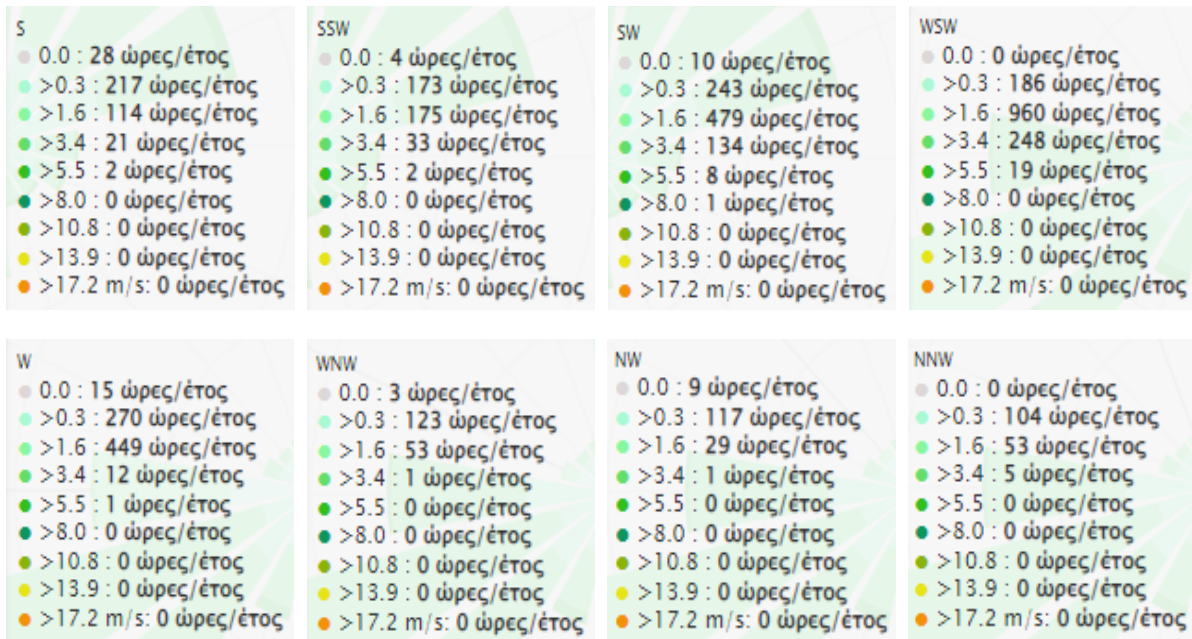 S
0.0 : 28 ώρες/έτος
>0.3 : 217 ώρες/έτος
>1.6 : 114 ώρες/έτος
>3.4 : 21 ώρες/έτος
>5.5 : 2 ώρες/έτος
>8.0 : 0 ώρες/έτος
>10.8 : 0 ώρες/έτος
>13.9 : 0 ώρες/έτος
>17.2 m/s: 0 ώρες/έτος
SSW
0.0 : 4 ώρες/έτος
>0.3 : 173 ώρες/έτος
>1.6 : 175 ώρες/έτος
>3.4 : 33 ώρες/έτος
>5.5 : 2 ώρες/έτος
>8.0 : 0 ώρες/έτος
>10.8 : 0 ώρες/έτος
>13.9 : 0 ώρες/έτος
>17.2 m/s: 0 ώρες/έτος
SW
0.0 : 10 ώρες/έτος
>0.3 : 243 ώρες/έτος
>1.6 : 479 ώρες/έτος
>3.4 : 134 ώρες/έτος
>5.5 : 8 ώρες/έτος
>8.0 : 1 ώρες/έτος
>10.8 : 0 ώρες/έτος
>13.9 : 0 ώρες/έτος
>17.2 m/s: 0 ώρες/έτος
WSW
0.0 : 0 ώρες/έτος
>0.3 : 186 ώρες/έτος
>1.6 : 960 ώρες/έτος
>3.4 : 248 ώρες/έτος
>5.5 : 19 ώρες/έτος
>8.0 : 0 ώρες/έτος
>10.8 : 0 ώρες/έτος
>13.9 : 0 ώρες/έτος
>17.2 m/s: 0 ώρες/έτος
W
0.0 : 15 ώρες/έτος
>0.3 : 270 ώρες/έτος
>1.6 : 449 ώρες/έτος
>3.4 : 12 ώρες/έτος
>5.5 : 1 ώρες/έτος
>8.0 : 0 ώρες/έτος
>10.8 : 0 ώρες/έτος
>13.9 : 0 ώρες/έτος
>17.2 m/s: 0 ώρες/έτος
WNW
0.0 : 3 ώρες/έτος
>0.3 : 123 ώρες/έτος
>1.6 : 53 ώρες/έτος
>3.4 : 1 ώρες/έτος
>5.5 : 0 ώρες/έτος
>8.0 : 0 ώρες/έτος
>10.8 : 0 ώρες/έτος
>13.9 : 0 ώρες/έτος
>17.2 m/s: 0 ώρες/έτος
NW
0.0 : 9 ώρες/έτος
>0.3 : 117 ώρες/έτος
>1.6 : 29 ώρες/έτος
>3.4 : 1 ώρες/έτος
>5.5 : 0 ώρες/έτος
>8.0 : 0 ώρες/έτος
>10.8 : 0 ώρες/έτος
>13.9 : 0 ώρες/έτος
>17.2 m/s: 0 ώρες/έτος
NNW
0.0 : 0 ώρες/έτος
>0.3 : 104 ώρες/έτος
>1.6 : 53 ώρες/έτος
>3.4 : 5 ώρες/έτος
>5.5 : 0 ώρες/έτος
>8.0 : 0 ώρες/έτος
>10.8 : 0 ώρες/έτος
>13.9 : 0 ώρες/έτος
>17.2 m/s: 0 ώρες/έτος